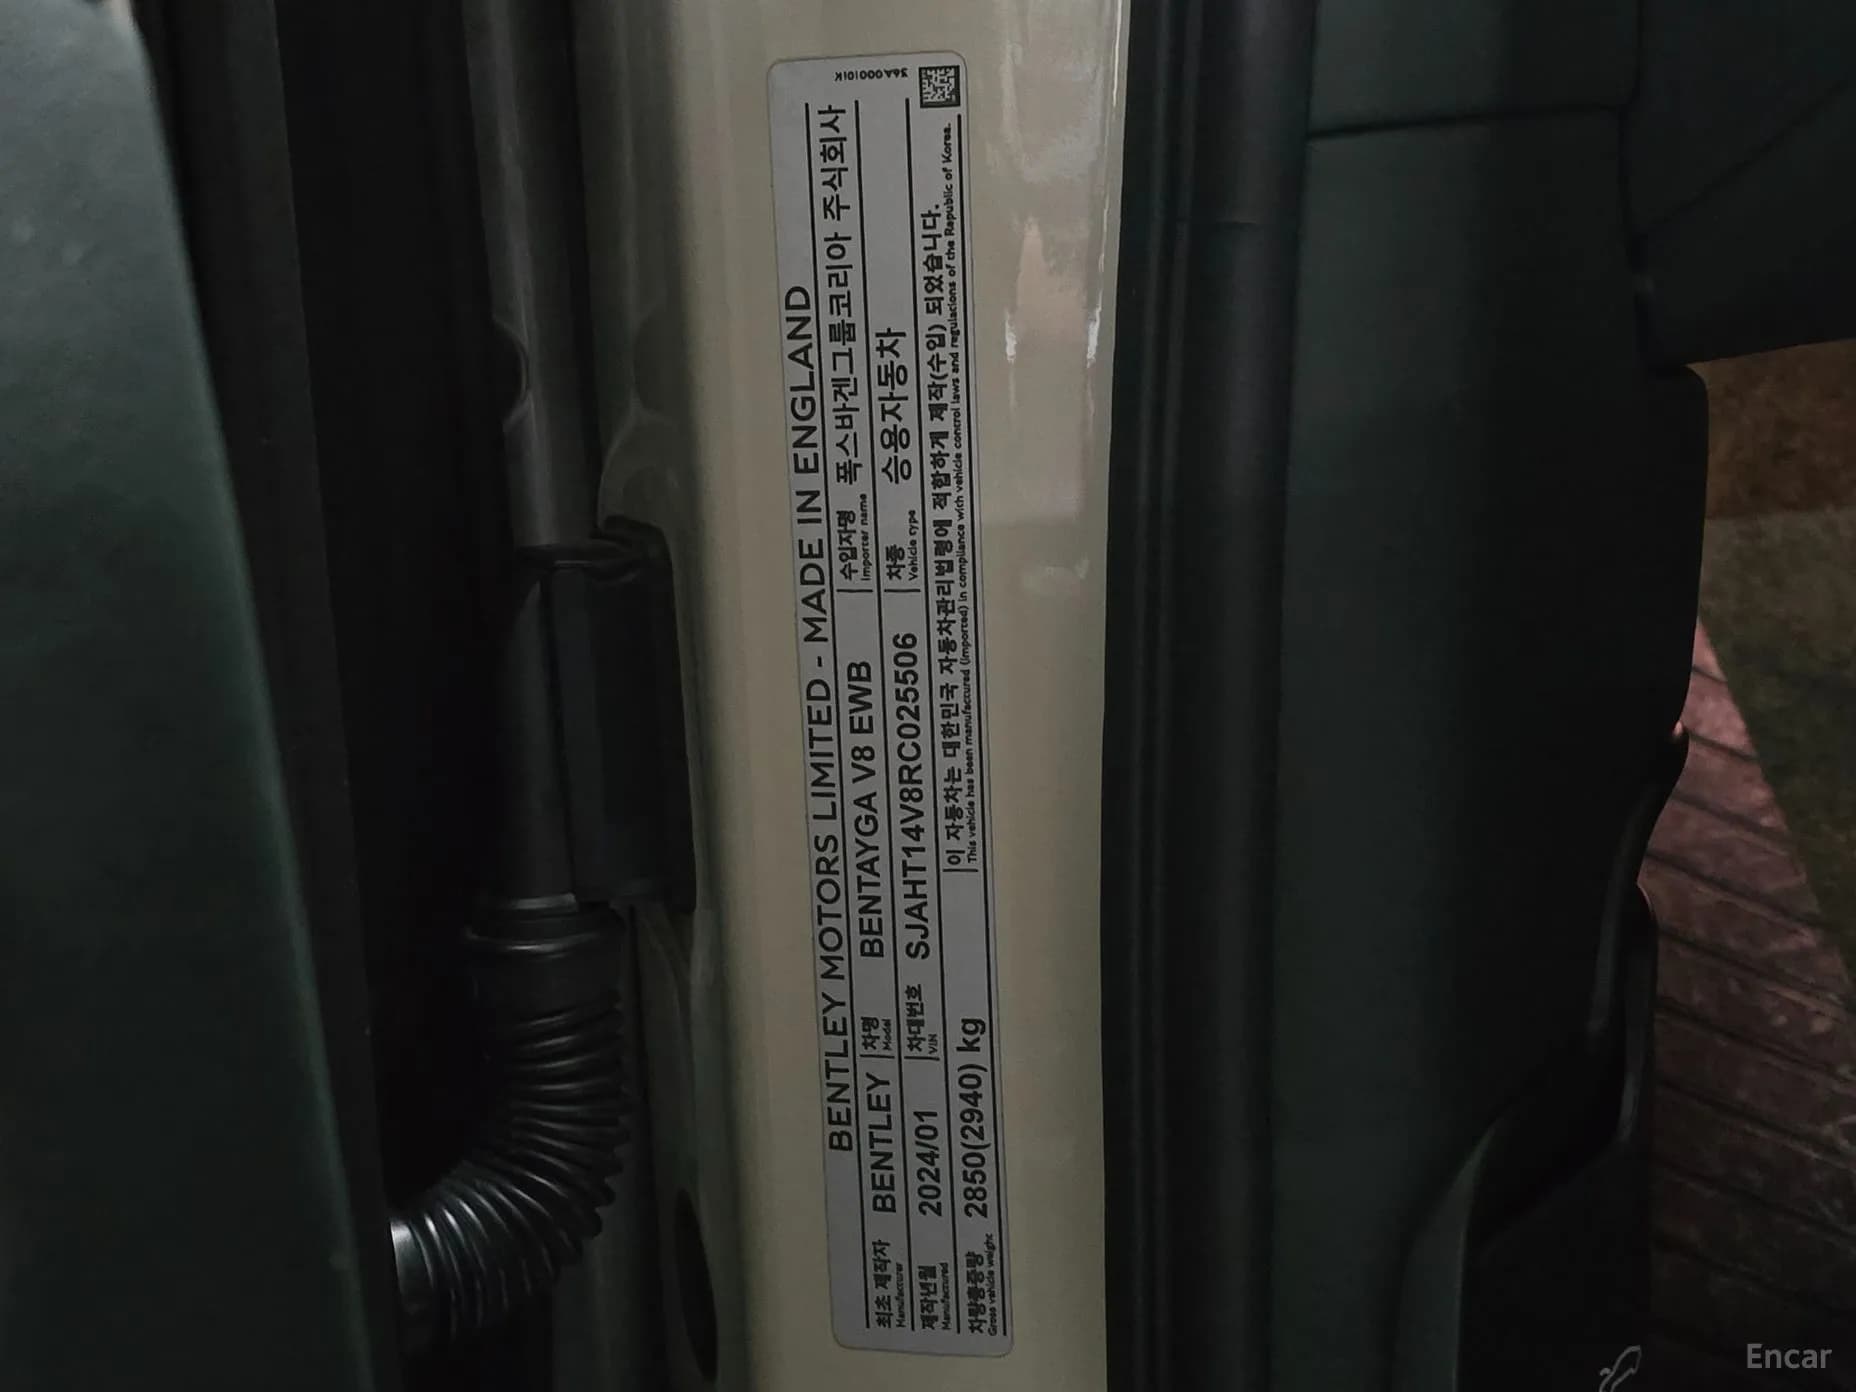 36A000101K
BENTLEY MOTORS LIMITED - MADE IN ENGLAND
최초 제작자 BENTLEY 차명 BENTAYGA V8 EWB 수입자명 폭스바겐그룹코리아 주식회사
Manufacturer Model Importer name
제작년월 2024/01 차대번호 SJAHT14V8RC025506 차종 승용자동차
Manufactured VIN Vehicle type
차량총중량 2850(2940) kg 이 자동차는 대한민국 자동차관리법령에 적합하게 제작(수입) 되었습니다.
Gross vehicle weight This vehicle has been manufactured (imported) in compliance with vehicle control laws and regulations of the Republic of Korea.
Encar